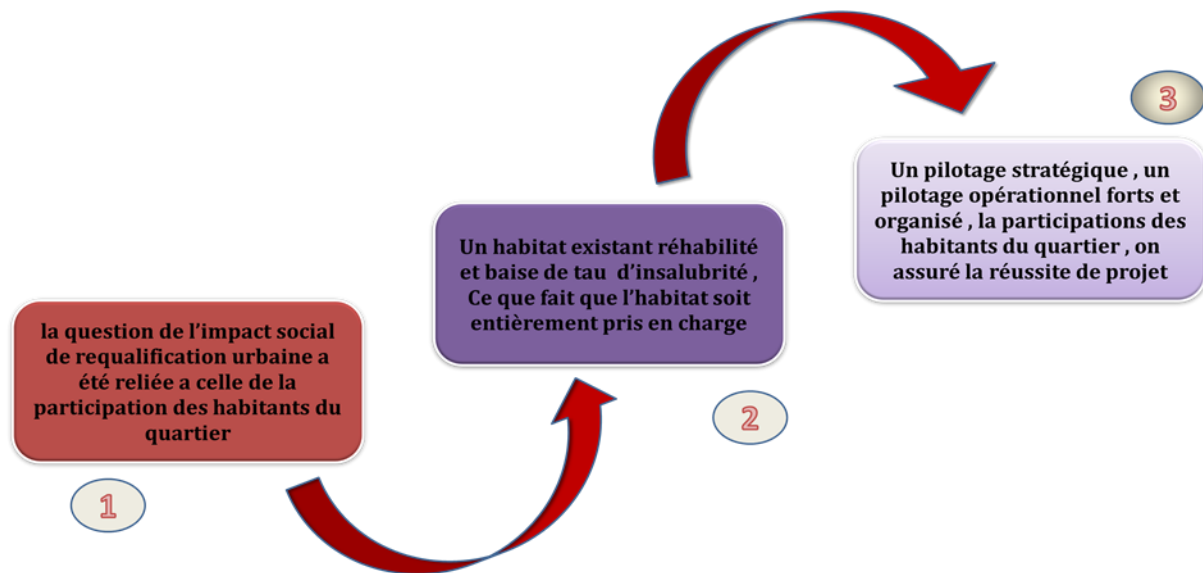 la question de l'impact social
de requalification urbaine a
été reliée a celle de la
participation des habitants du
quartier
1
Un habitat existant réhabilité
et baise de tau d'insalubrité ,
Ce que fait que l'habitat soit
entièrement pris en charge
2
3
Un pilotage stratégique , un
pilotage opérationnel forts et
organisé , la participations des
habitants du quartier , on
assuré la réussite de projet